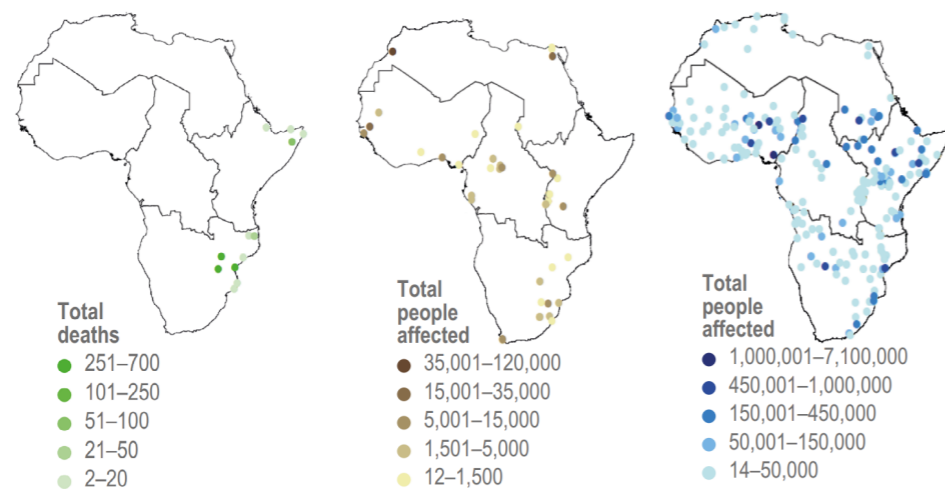 Total
deaths
251–700
101–250
51–100
21–50
2–20
Total
people
affected
35,001–120,000
15,001–35,000
5,001–15,000
1,501–5,000
12–1,500
Total
people
affected
1,000,001–7,100,000
450,001–1,000,000
150,001–450,000
50,001–150,000
14–50,000